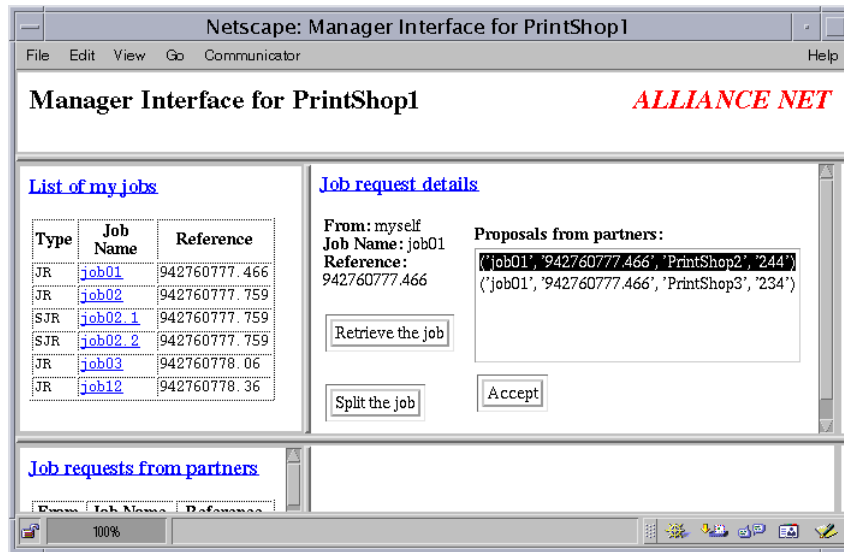 Netscape: Manager Interface for PrintShop1
File Edit View Go Communicator Help
Manager Interface for PrintShop1
ALLIANCE NET
List of my jobs
Type Job Name Reference
JR job01 942760777.466
JR job02 942760777.759
SJR job02.1 942760777.759
SJR job02.2 942760777.759
JR job03 942760778.06
JR job12 942760778.36
Job request details
From: myself
Job Name: job01
Reference:
942760777.466
Retrieve the job
Split the job
Proposals from partners:
('job01', '942760777.466', 'PrintShop2', '244')
('job01', '942760777.466', 'PrintShop3', '234')
Accept
Job requests from partners
From Job Name Reference
100%